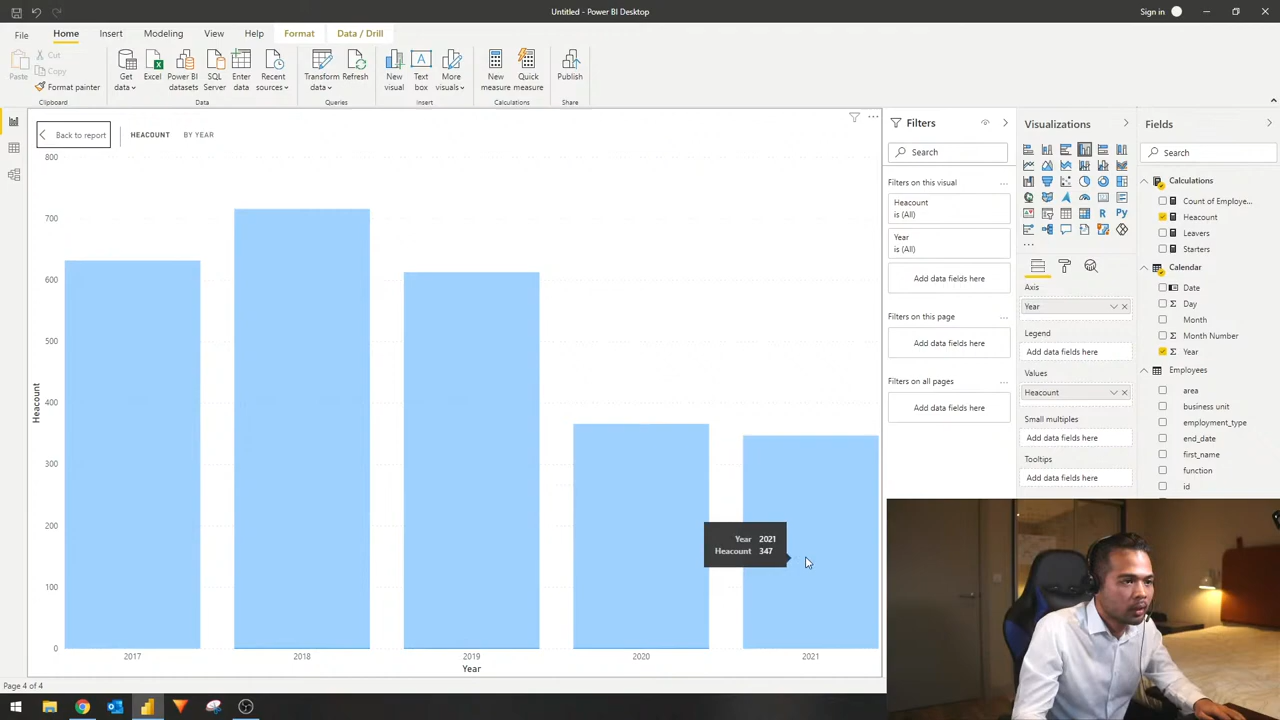 Untitled - Power BI Desktop
Sign in
File Home Insert Modeling View Help Format Data / Drill
Paste
Cut
Copy
Format painter
Clipboard
Get data
Excel
Power BI datasets
SQL Server
Enter data
Recent sources
Data
Transform data
Refresh
Queries
New visual
Text box
More visuals
Insert
New measure
Quick measure
Calculations
Publish
Share
Back to report
HEACOUNT BY YEAR
800
700
600
500
400
300
200
100
0
Heacount
2017 2018 2019 2020 2021
Year
Year 2021
Heacount 347
Page 4 of 4
Filters
Search
Filters on this visual
Heacount
is (All)
Year
is (All)
Add data fields here
Filters on this page
Add data fields here
Filters on all pages
Add data fields here
Visualizations
R Py
Axis
Year
Legend
Add data fields here
Values
Heacount
Small multiples
Add data fields here
Tooltips
Add data fields here
Fields
Search
Calculations
Count of Employe...
Heacount
Leavers
Starters
Calendar
Date
Day
Month
Month Number
Year
Employees
area
business unit
employment_type
end_date
first_name
function
id